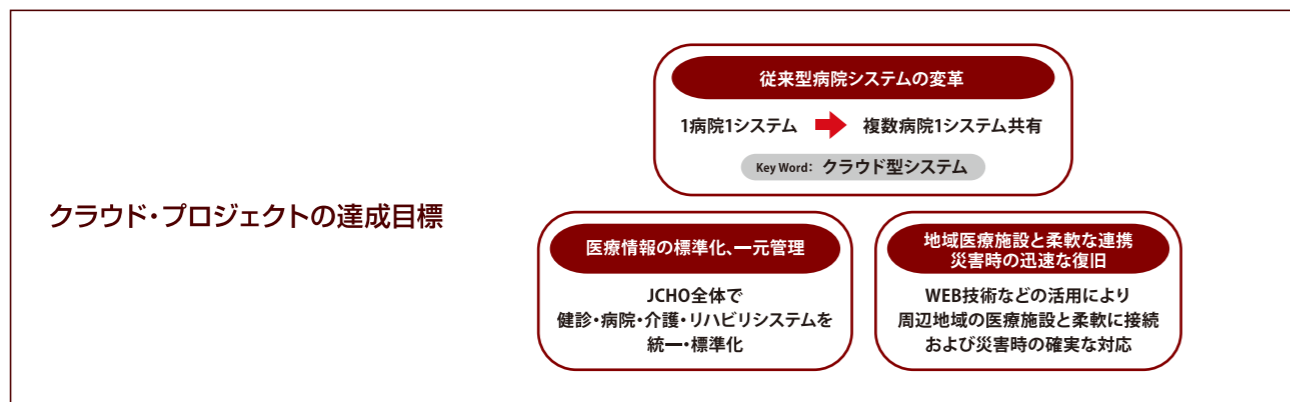 従来型病院システムの変革
1病院1システム 複数病院1システム共有
Key Word: クラウド型システム
クラウド・プロジェクトの達成目標
医療情報の標準化、一元管理
JCHO全体で
健診・病院・介護・リハビリシステムを
統一・標準化
地域医療施設と柔軟な連携
災害時の迅速な復旧
WEB技術などの活用により
周辺地域の医療施設と柔軟に接続
および災害時の確実な対応